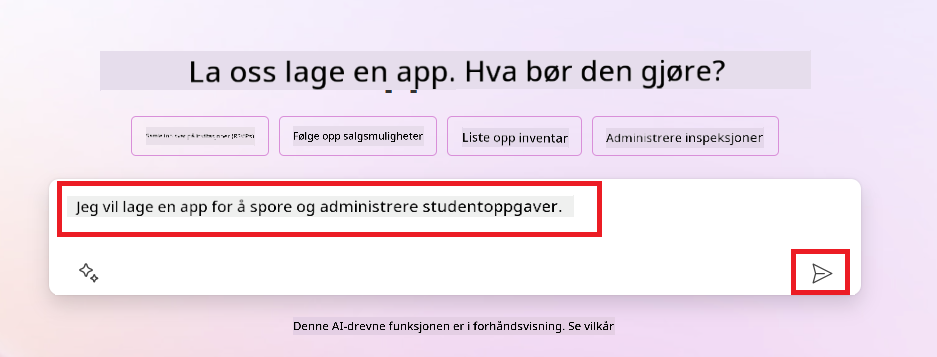 La oss lage en app. Hva bør den gjøre?
Følge opp salgsmuligheter
Liste opp inventar
Administrere inspeksjoner
Jeg vil lage en app for å spore og administrere studentoppgaver.
Denne AI-drevne funksjonen er i forhåndsvisning. Se vilkår